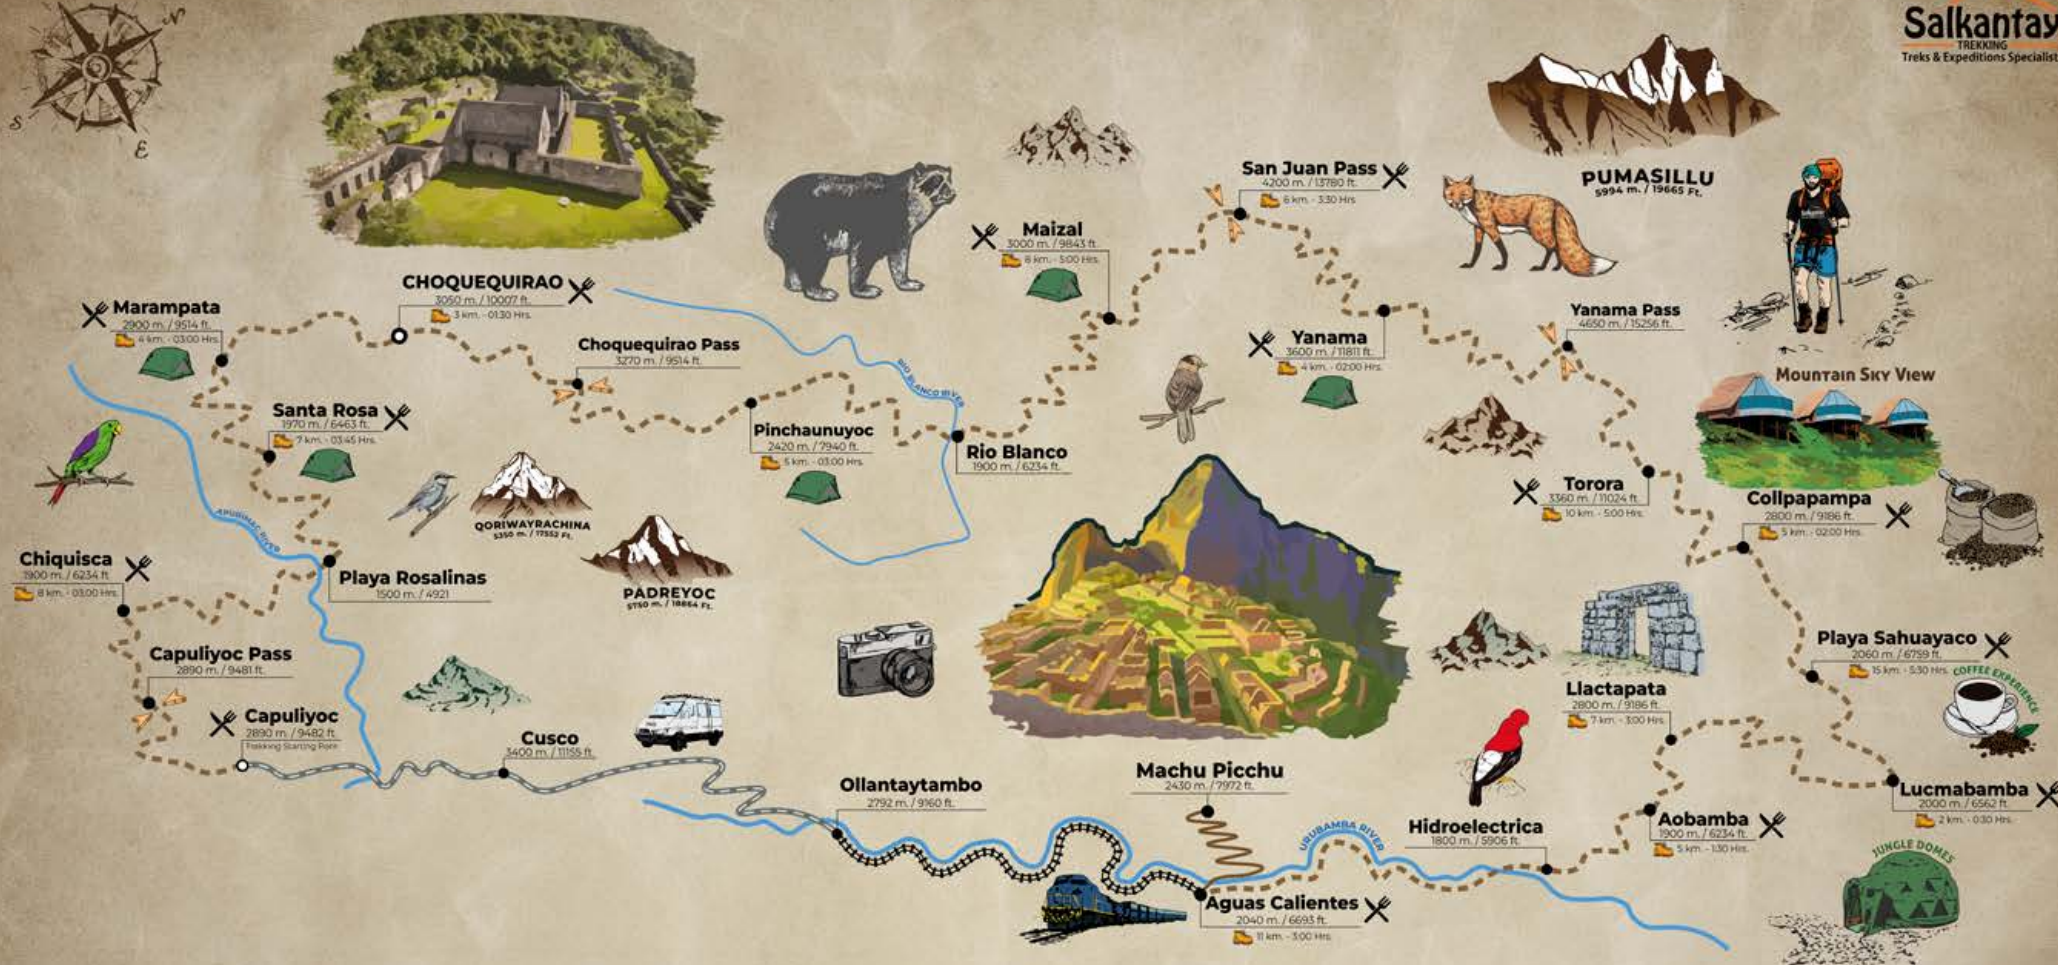 N
S
E
Salkantay
TREKKING
Treks & Expeditions Specialist
PUMASILLU
5994 m. / 19665 Ft.
San Juan Pass
4200 m. / 13780 ft.
6 km. - 3:30 Hrs
Maizal
3000 m. / 9843 ft.
8 km. - 5:00 Hrs.
CHOQUEQUIRAO
3050 m. / 10007 ft.
3 km. - 01:30 Hrs.
Marampata
2900 m. / 9514 ft.
4 km. - 03:00 Hrs.
Choquequirao Pass
3270 m. / 9514 ft.
Yanama Pass
4650 m. / 15256 ft.
Yanama
3600 m. / 11811 ft.
4 km. - 02:00 Hrs.
RIO BLANCO RIVER
Mountain Sky View
Santa Rosa
1970 m. / 6463 ft.
7 km. - 03:45 Hrs.
Pinchaunuyoc
2420 m. / 7940 ft.
5 km. - 03:00 Hrs.
Rio Blanco
1900 m. / 6234 ft.
Torora
3360 m. / 11024 ft.
10 km. - 5:00 Hrs.
Collpapampa
2800 m. / 9186 ft.
5 km. - 02:00 Hrs.
QORIWAYRACHINA
5350 m. / 17552 Ft.
APURIMAC RIVER
Chiquisca
1900 m. / 6234 ft.
8 km. - 03:00 Hrs.
Playa Rosalinas
1500 m. / 4921
PADREYOC
5750 m. / 18864 Ft.
Playa Sahuayaco
2060 m. / 6759 ft.
15 km. - 5:30 Hrs.
COFFEE EXPERIENCE
Capuliyoc Pass
2890 m. / 9481 ft.
Llactapata
2800 m. / 9186 ft.
7 km. - 3:00 Hrs.
Capuliyoc
2890 m. / 9482 ft.
Trekking Starting Point
Cusco
3400 m. / 11155 ft.
Ollantaytambo
2792 m. / 9160 ft.
Machu Picchu
2430 m. / 7972 ft.
URUBAMBA RIVER
Hidroelectrica
1800 m. / 5906 ft.
Aobamba
1900 m. / 6234 ft.
5 km. - 1:30 Hrs.
Lucmabamba
2000 m. / 6562 ft.
2 km. - 0:30 Hrs.
JUNGLE DOMES
Aguas Calientes
2040 m. / 6693 ft.
11 km. - 3:00 Hrs.